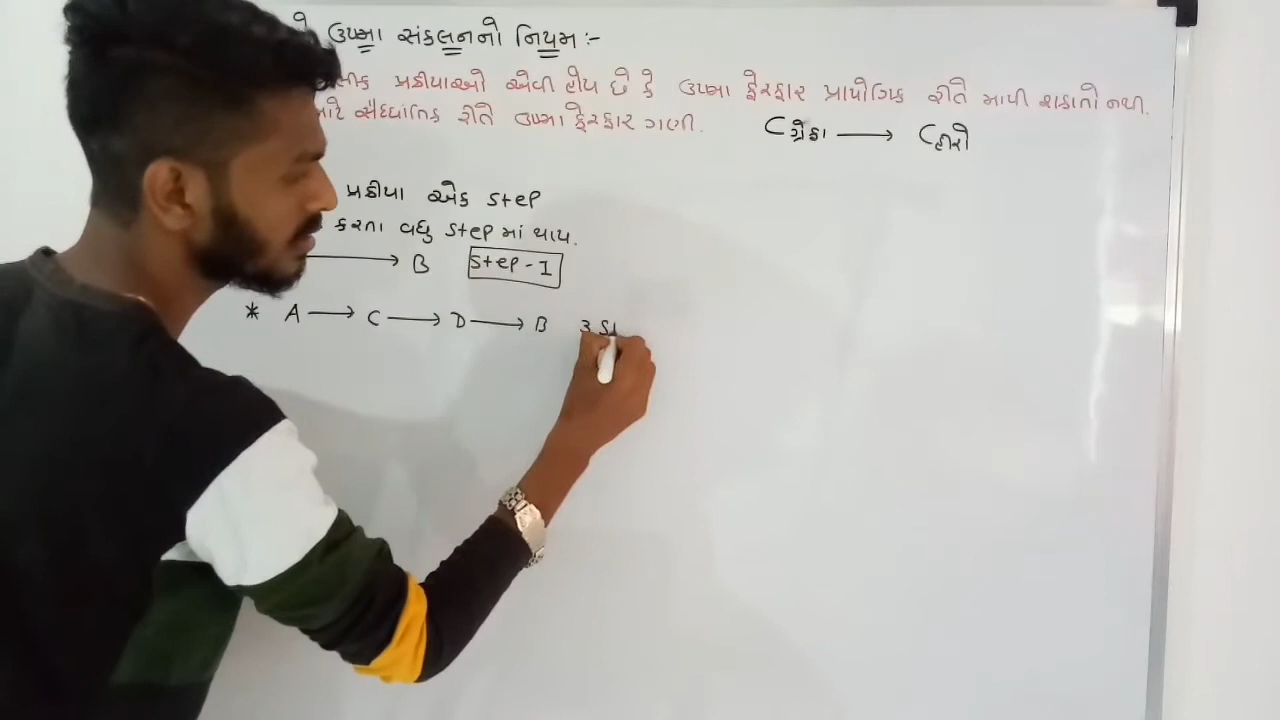 ઉષ્મા સંકલનનો નિયમ :-
પ્રક્રીયાઓ એવી હોય છે કે ઉષ્મા ફેરફાર પ્રાયોગિક રીતે માપી શકાતો નથી.
માટે સૈધ્ધાંતિક રીતે ઉષ્મા ફેરફાર ગણી.
C ગ્રેફા ⟶ C હીરો
પ્રક્રીયા એક step
કરતા વધુ step માં થાય.
⟶ B step - 1
* A ⟶ C ⟶ D ⟶ B 3 st